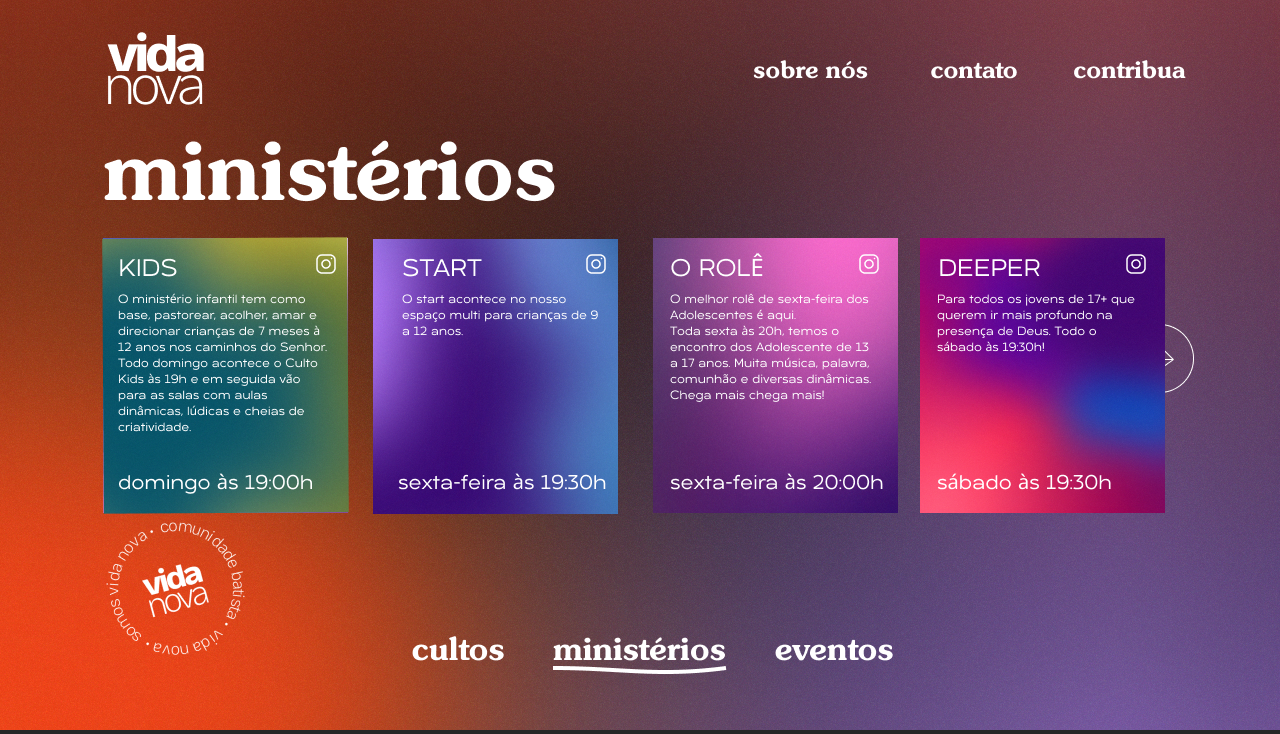 vida
nova
sobre nós
contato
contribua
ministérios
KIDS
O ministério infantil tem como
base, pastorear, acolher, amar e
direcionar crianças de 7 meses à
12 anos nos caminhos do Senhor.
Todo domingo acontece o Culto
Kids às 19h e em seguida vão
para as salas com aulas
dinâmicas, lúdicas e cheias de
criatividade.
domingo às 19:00h
START
O start acontece no nosso
espaço multi para crianças de 9
a 12 anos.
sexta-feira às 19:30h
O ROLÊ
O melhor rolê de sexta-feira dos
Adolescentes é aqui.
Toda sexta às 20h, temos o
encontro dos Adolescente de 13
a 17 anos. Muita música, palavra,
comunhão e diversas dinâmicas.
Chega mais chega mais!
sexta-feira às 20:00h
DEEPER
Para todos os jovens de 17+ que
querem ir mais profundo na
presença de Deus. Todo o
sábado às 19:30h!
sábado às 19:30h
somos vida nova • comunidade batista • vida nova •
vida
nova
cultos
ministérios
eventos